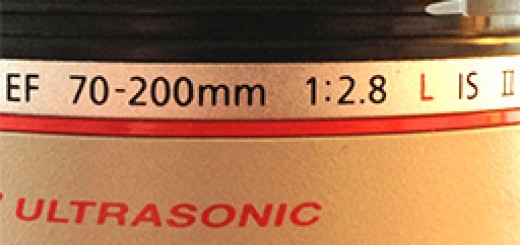 EF 70-200mm 1:2.8 L IS II
ULTRASONIC